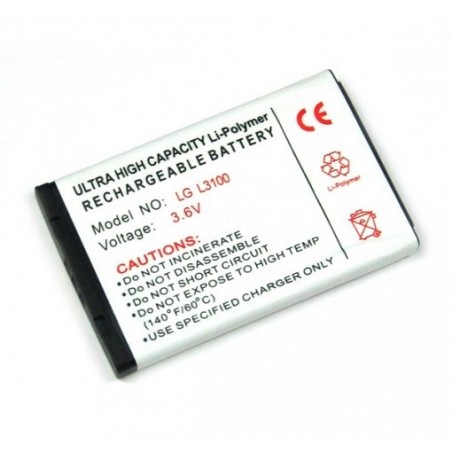 ULTRA HIGH CAPACITY Li-Polymer
RECHARGEABLE BATTERY
Model NO: LG L3100
Voltage: 3.6V
CAUTIONS:
•DO NOT INCINERATE
•DO NOT DISASSEMBLE
•DO NOT SHORT CIRCUIT
•DO NOT EXPOSE TO HIGH TEMP
(140°F/60°C)
•USE SPECIFIED CHARGER ONLY
CE
Li-Polymer